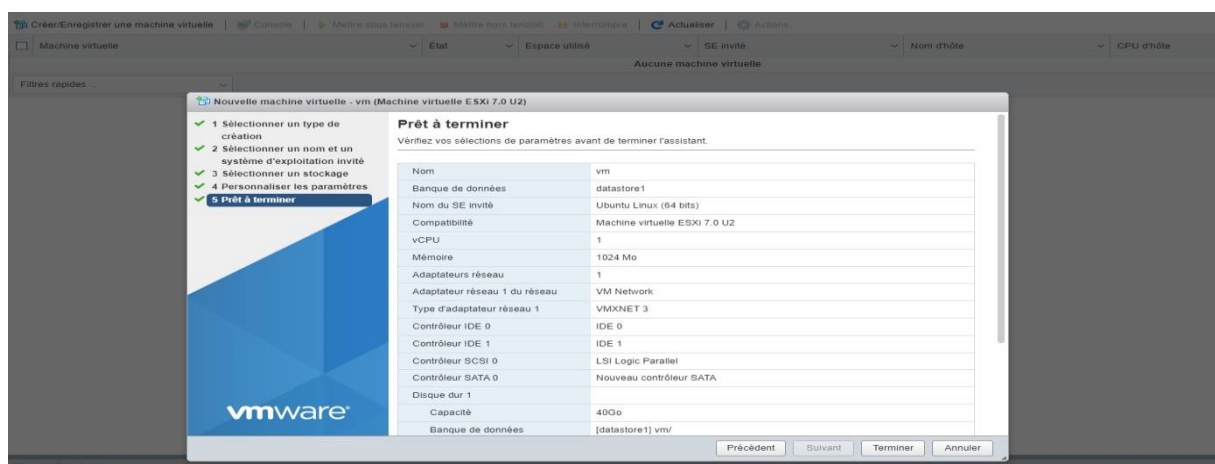 Créer/Enregistrer une machine virtuelle | Console | Mettre sous tension Mettre hors tension Interrompre | Actualiser | Actions
Machine virtuelle État Espace utilisé SE invité Nom d'hôte CPU d'hôte
Aucune machine virtuelle
Filtres rapides...
Nouvelle machine virtuelle - vm (Machine virtuelle ESXi 7.0 U2)
1 Sélectionner un type de
création
2 Sélectionner un nom et un
système d'exploitation invité
3 Sélectionner un stockage
4 Personnaliser les paramètres
5 Prêt à terminer
Prêt à terminer
Vérifiez vos sélections de paramètres avant de terminer l'assistant.
Nom vm
Banque de données datastore1
Nom du SE invité Ubuntu Linux (64 bits)
Compatibilité Machine virtuelle ESXi 7.0 U2
vCPU 1
Mémoire 1024 Mo
Adaptateurs réseau 1
Adaptateur réseau 1 du réseau VM Network
Type d'adaptateur réseau 1 VMXNET 3
Contrôleur IDE 0 IDE 0
Contrôleur IDE 1 IDE 1
Contrôleur SCSI 0 LSI Logic Parallel
Contrôleur SATA 0 Nouveau contrôleur SATA
Disque dur 1
Capacité 40Go
Banque de données [datastore1] vm/
vmware®
Précédent Suivant Terminer Annuler